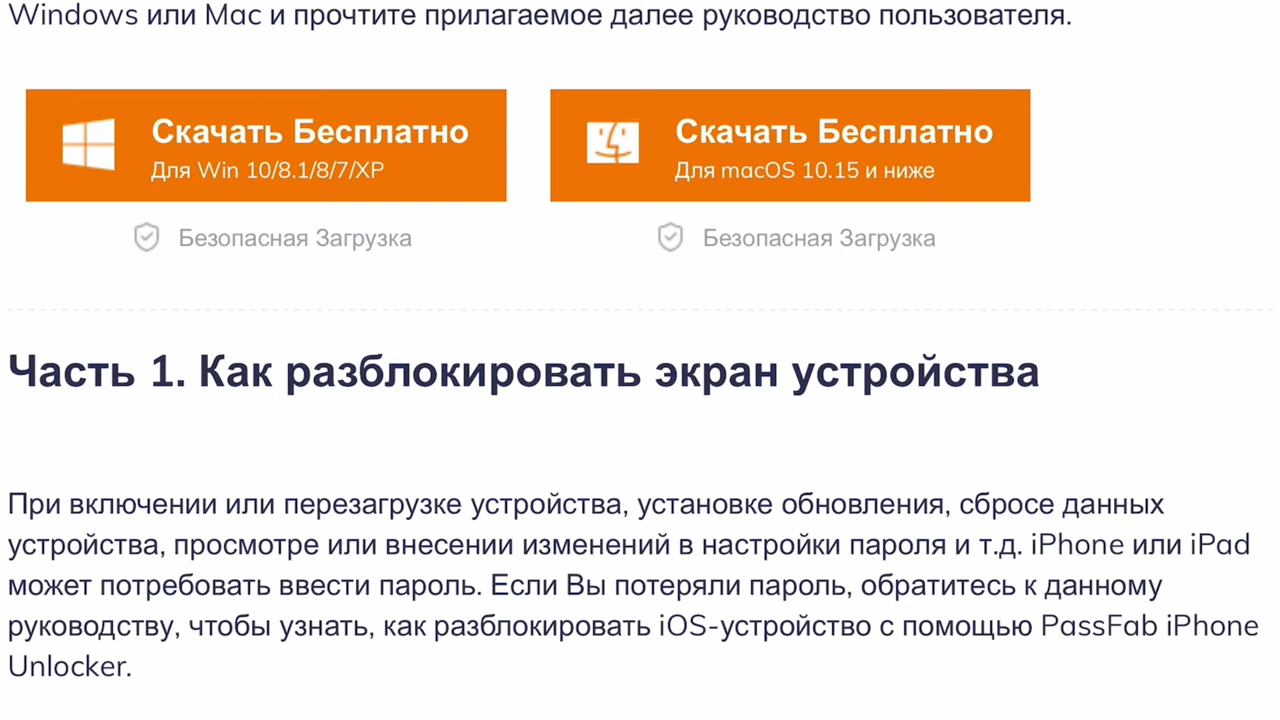 Windows или Mac и прочтите прилагаемое далее руководство пользователя.
Скачать Бесплатно
Для Win 10/8.1/8/7/XP
Скачать Бесплатно
Для macOS 10.15 и ниже
Безопасная Загрузка
Безопасная Загрузка
Часть 1. Как разблокировать экран устройства
При включении или перезагрузке устройства, установке обновления, сбросе данных
устройства, просмотре или внесении изменений в настройки пароля и т.д. iPhone или iPad
может потребовать ввести пароль. Если Вы потеряли пароль, обратитесь к данному
руководству, чтобы узнать, как разблокировать iOS-устройство с помощью PassFab iPhone
Unlocker.